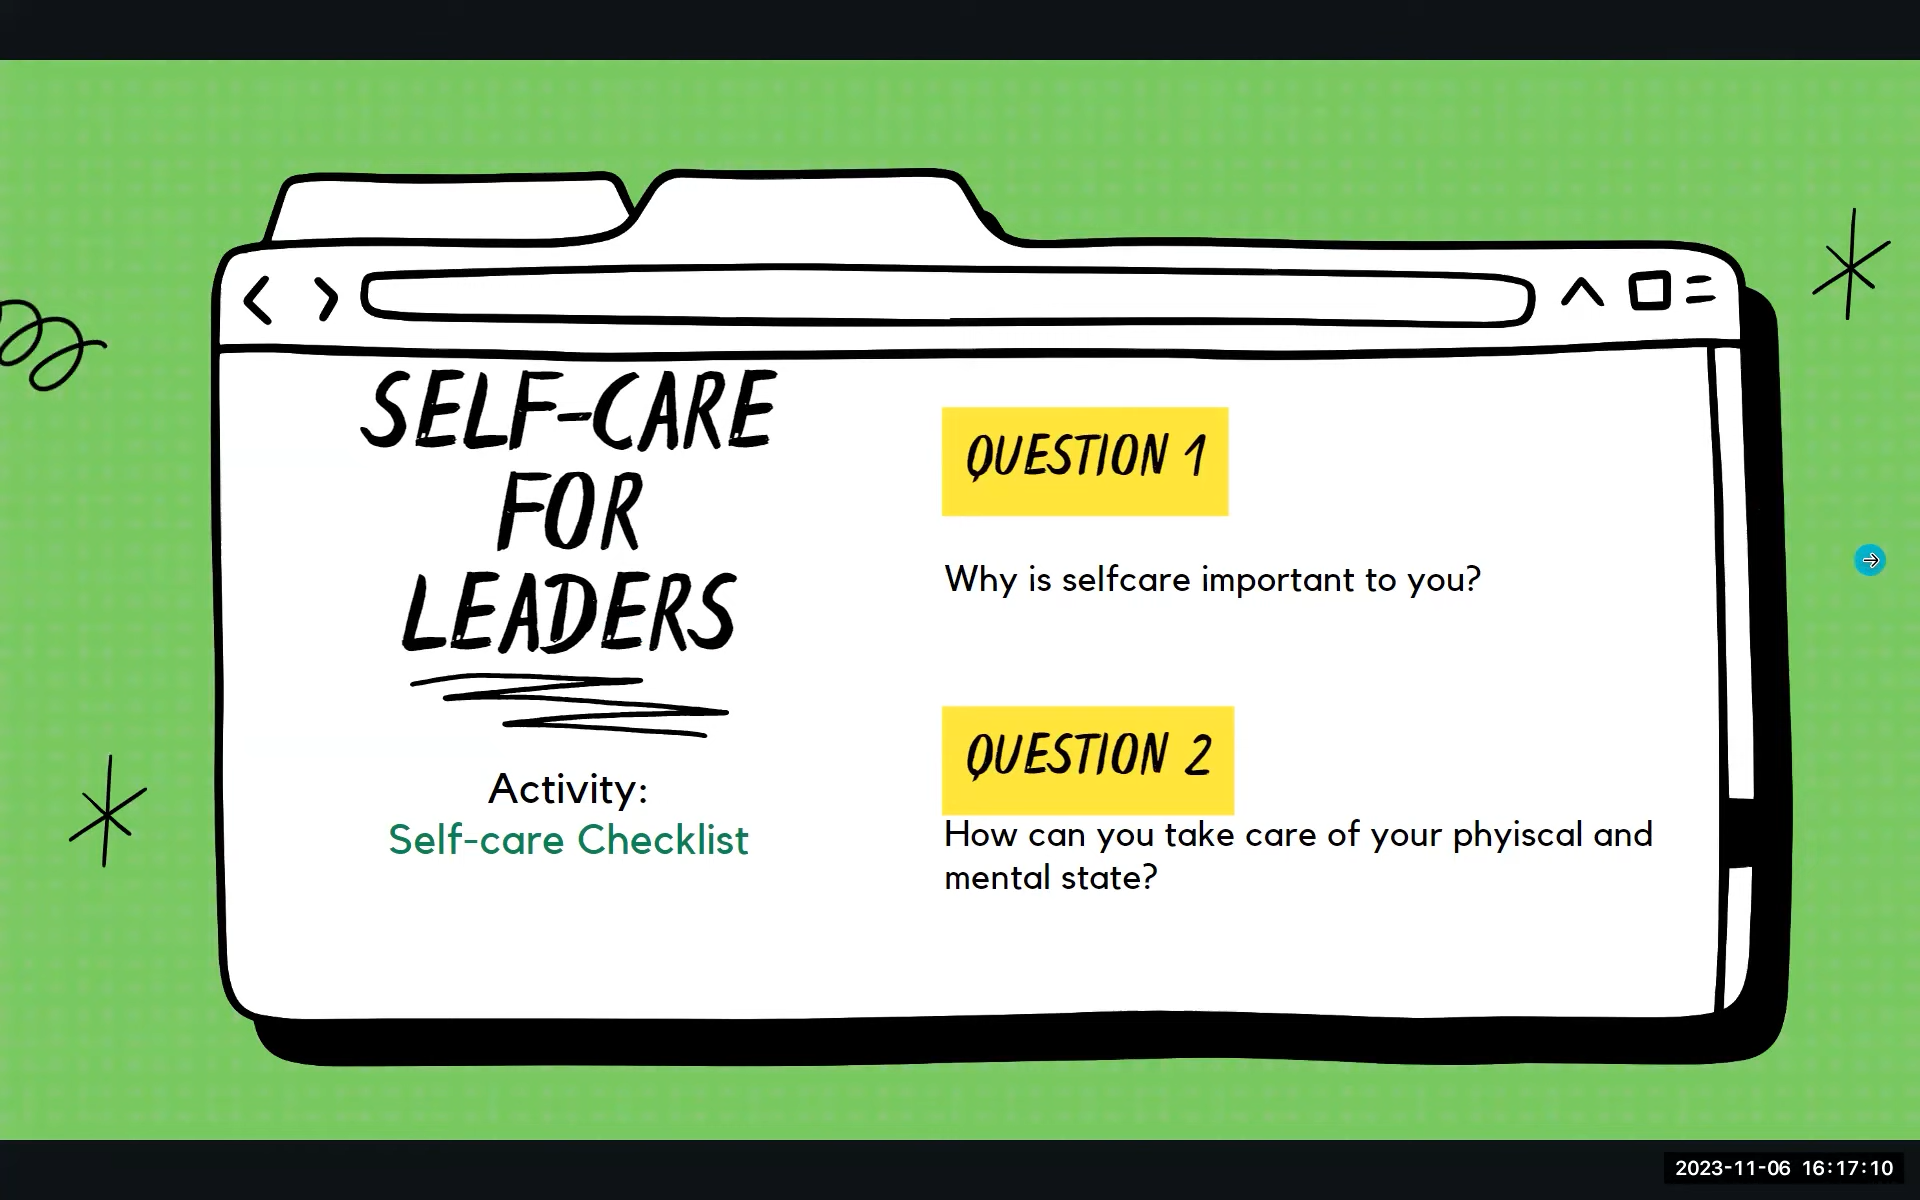 SELF-CARE
FOR
LEADERS
Activity:
Self-care Checklist
QUESTION 1
Why is selfcare important to you?
QUESTION 2
How can you take care of your phyiscal and
mental state?
2023-11-06 16:17:10